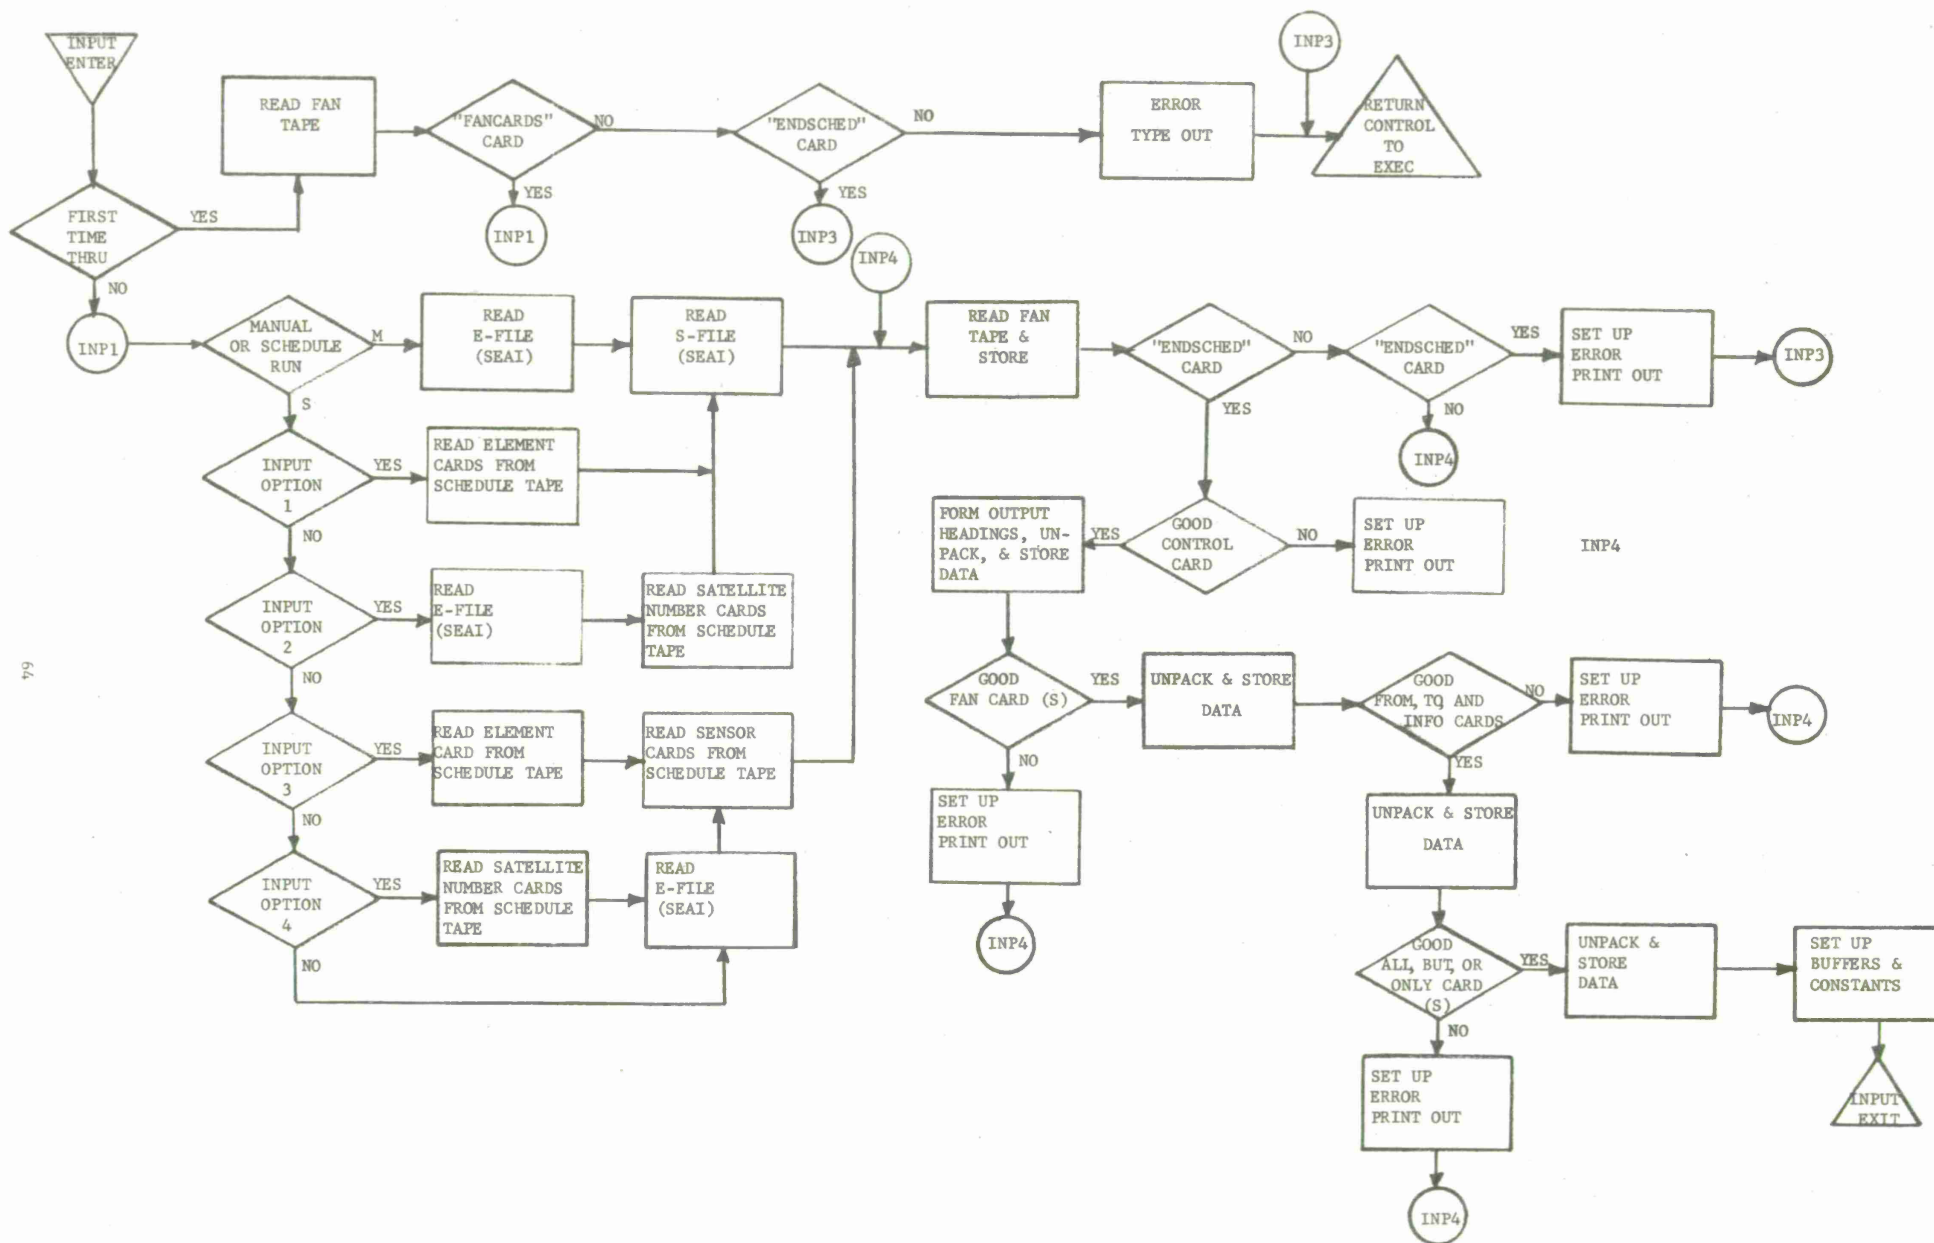 INPUT
ENTER
READ FAN
TAPE
"FANCARDS"
CARD
NO
YES
INP1
"ENDSCHED"
CARD
NO
YES
INP3
ERROR
TYPE OUT
INP3
RETURN
CONTROL
TO
EXEC
FIRST
TIME
THRU
YES
NO
INP1
MANUAL
OR SCHEDULE
RUN
M
S
READ
E-FILE
(SEAI)
READ
S-FILE
(SEAI)
INP4
READ FAN
TAPE &
STORE
"ENDSCHED"
CARD
NO
YES
"ENDSCHED"
CARD
YES
NO
INP4
SET UP
ERROR
PRINT OUT
INP3
INPUT
OPTION
1
YES
NO
READ ELEMENT
CARDS FROM
SCHEDULE TAPE
FORM OUTPUT
HEADINGS, UN-
PACK, & STORE
DATA
YES
GOOD
CONTROL
CARD
NO
SET UP
ERROR
PRINT OUT
INP4
INPUT
OPTION
2
YES
NO
READ
E-FILE
(SEAI)
READ SATELLITE
NUMBER CARDS
FROM SCHEDULE
TAPE
64
GOOD
FAN CARD (S)
YES
NO
UNPACK & STORE
DATA
GOOD
FROM, TO, AND
INFO CARDS
NO
YES
SET UP
ERROR
PRINT OUT
INP4
INPUT
OPTION
3
YES
NO
READ ELEMENT
CARD FROM
SCHEDULE TAPE
READ SENSOR
CARDS FROM
SCHEDULE TAPE
SET UP
ERROR
PRINT OUT
INP4
UNPACK & STORE
DATA
INPUT
OPTION
4
YES
NO
READ SATELLITE
NUMBER CARDS
FROM SCHEDULE
TAPE
READ
E-FILE
(SEAI)
GOOD
ALL, BUT, OR
ONLY CARD
(S)
YES
NO
UNPACK &
STORE
DATA
SET UP
BUFFERS &
CONSTANTS
INPUT
EXIT
SET UP
ERROR
PRINT OUT
INP4